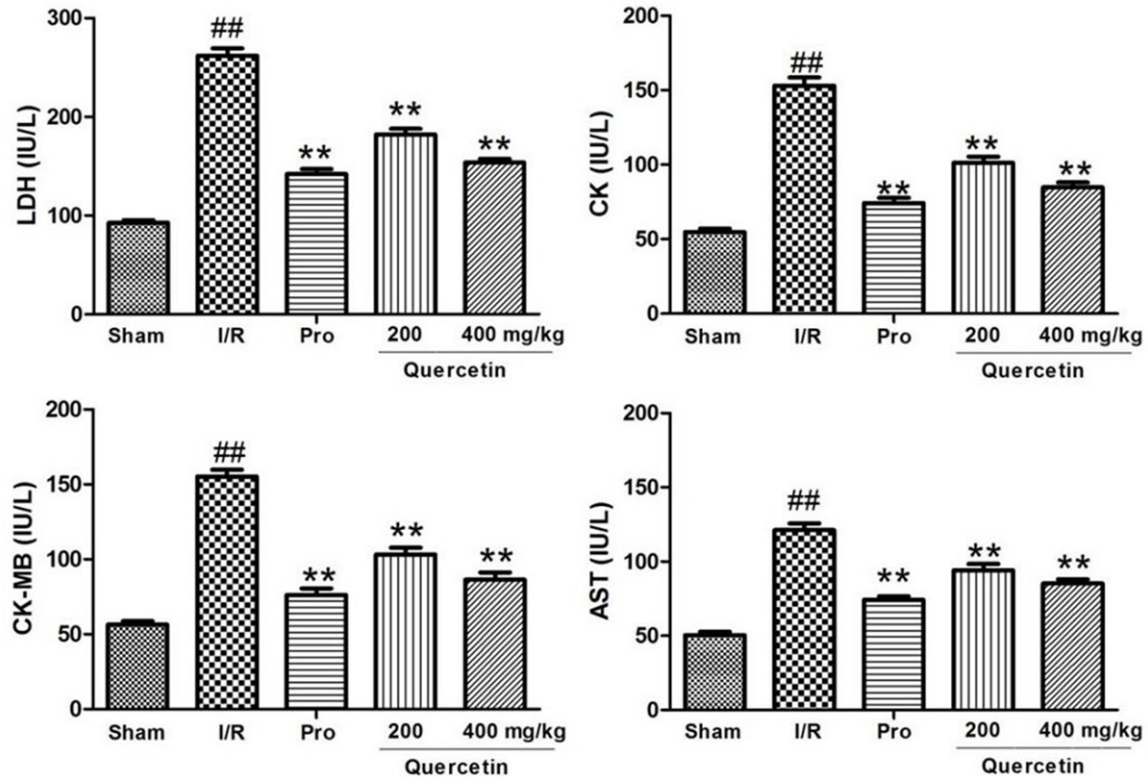 LDH (IU/L)
300
200
100
0
##
**
**
**
Sham I/R Pro 200 400 mg/kg
Quercetin
CK (IU/L)
200
150
100
50
0
##
**
**
**
Sham I/R Pro 200 400 mg/kg
Quercetin
CK-MB (IU/L)
200
150
100
50
0
##
**
**
**
Sham I/R Pro 200 400 mg/kg
Quercetin
AST (IU/L)
200
150
100
50
0
##
**
**
**
Sham I/R Pro 200 400 mg/kg
Quercetin